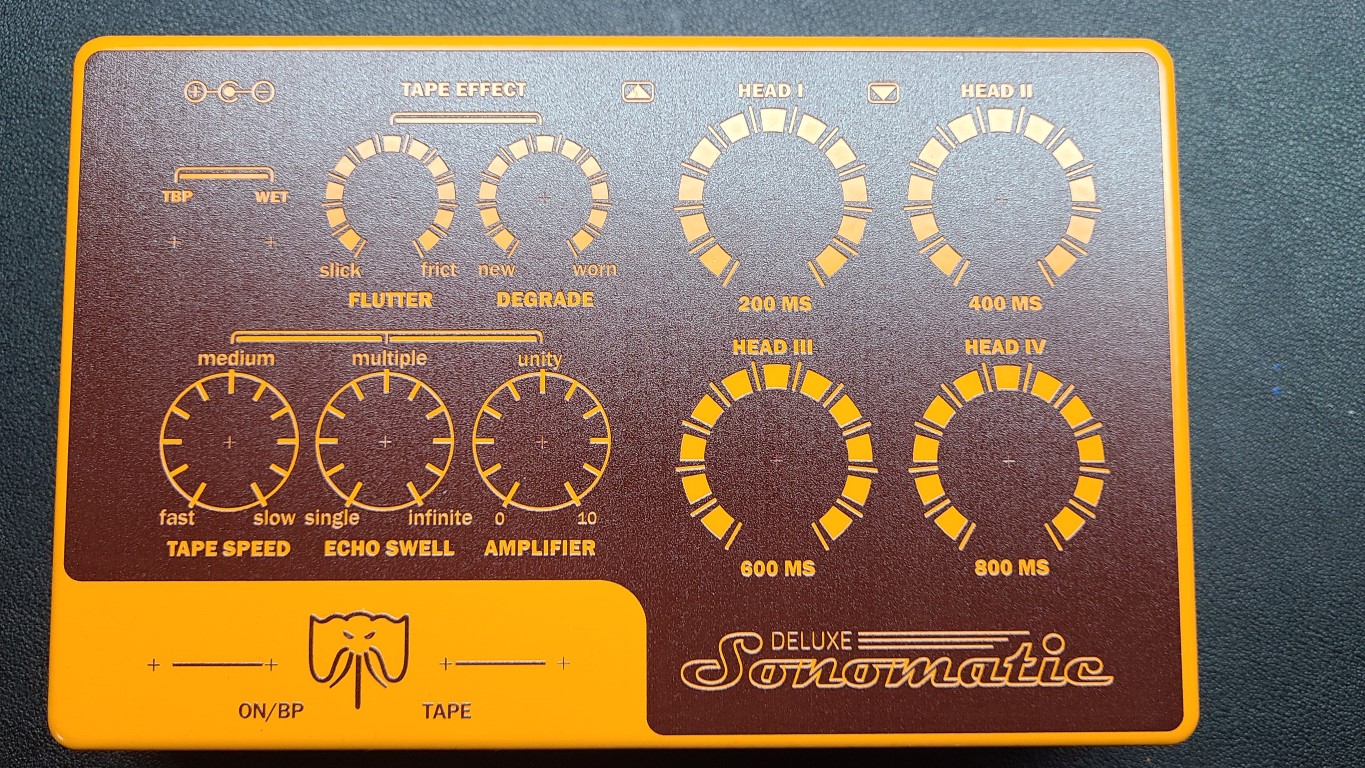 TAPE EFFECT
HEAD I
HEAD II
TBP WET
slick frict new worn
FLUTTER DEGRADE
200 MS
400 MS
medium multiple unity
HEAD III
HEAD IV
fast slow single infinite 0 10
TAPE SPEED ECHO SWELL AMPLIFIER
600 MS
800 MS
DELUXE
Sonomatic
ON/BP TAPE